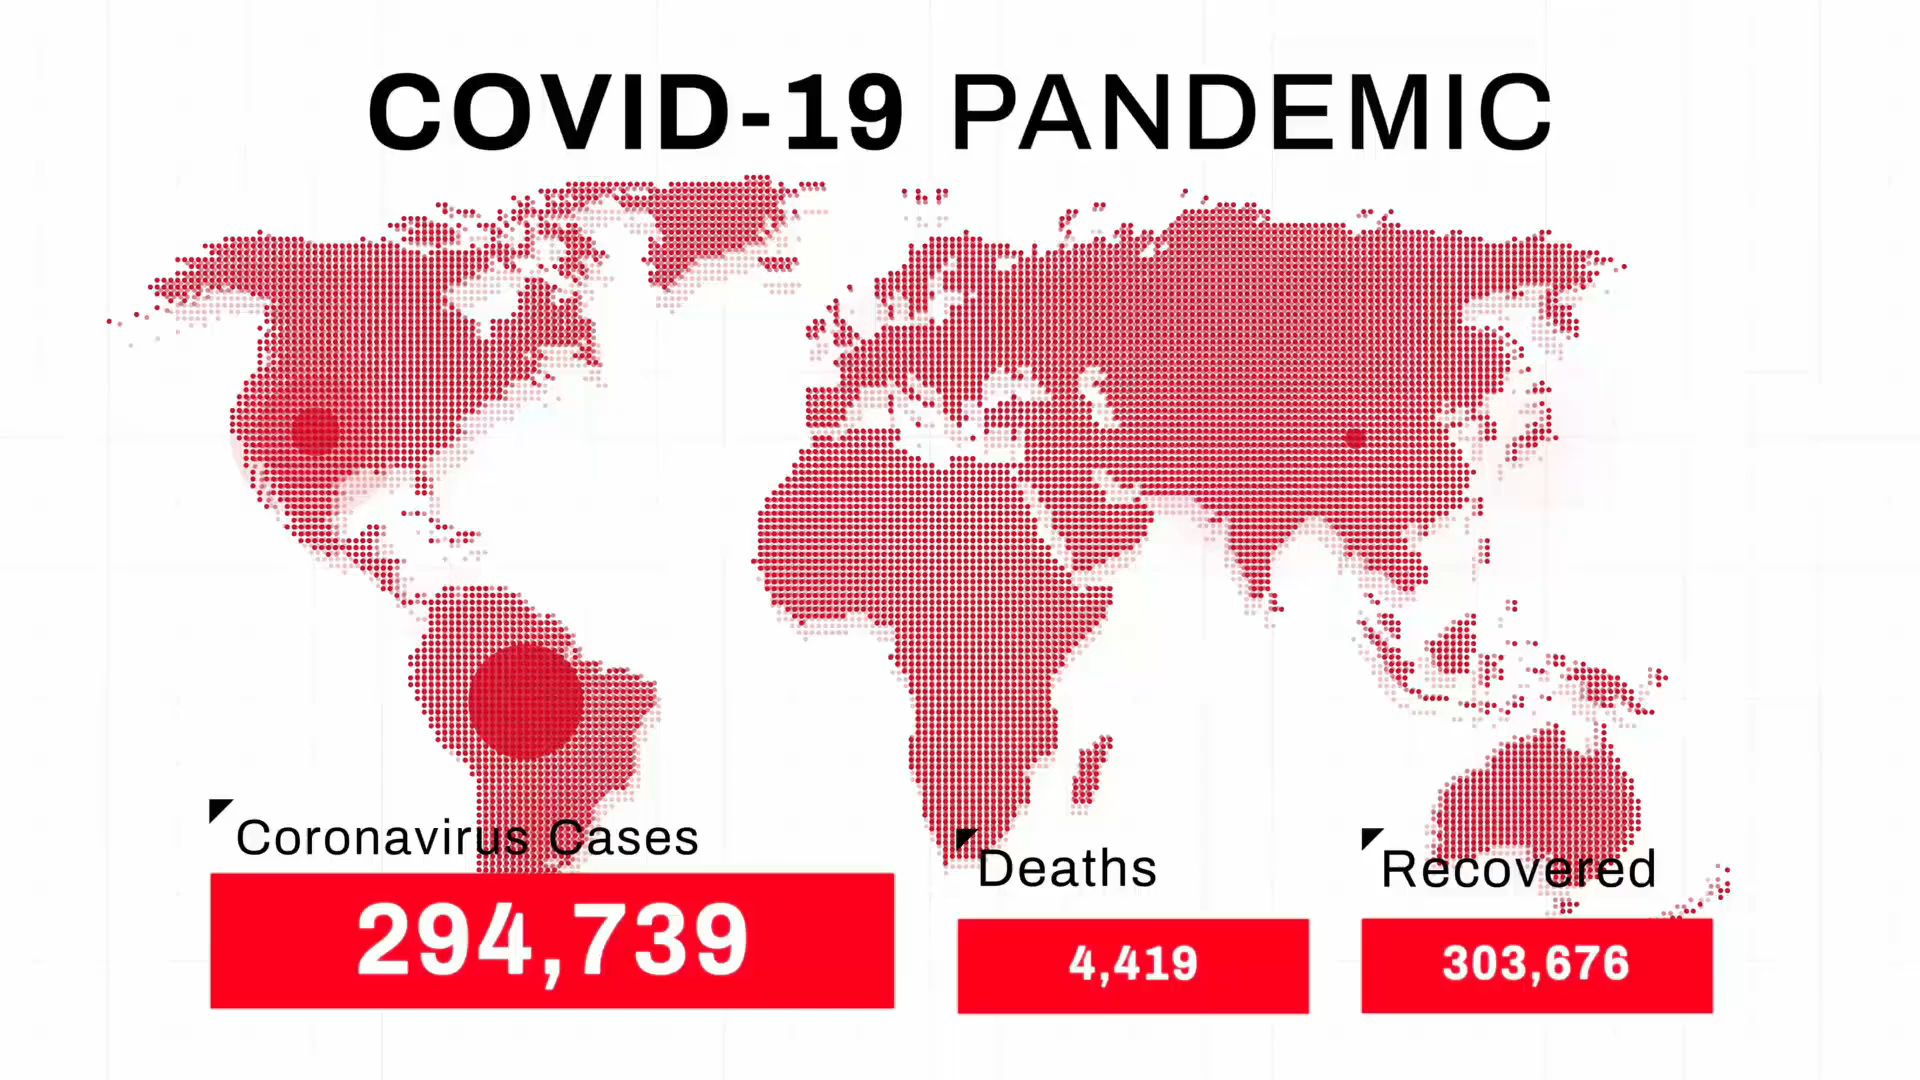 COVID-19 PANDEMIC
Coronavirus Cases
294,739
Deaths
4,419
Recovered
303,676